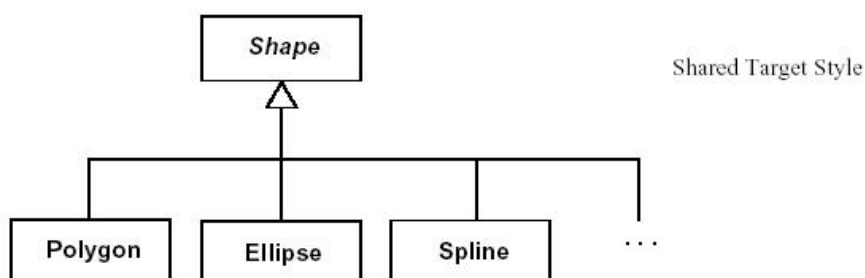 Shape
Shared Target Style
Polygon
Ellipse
Spline
...